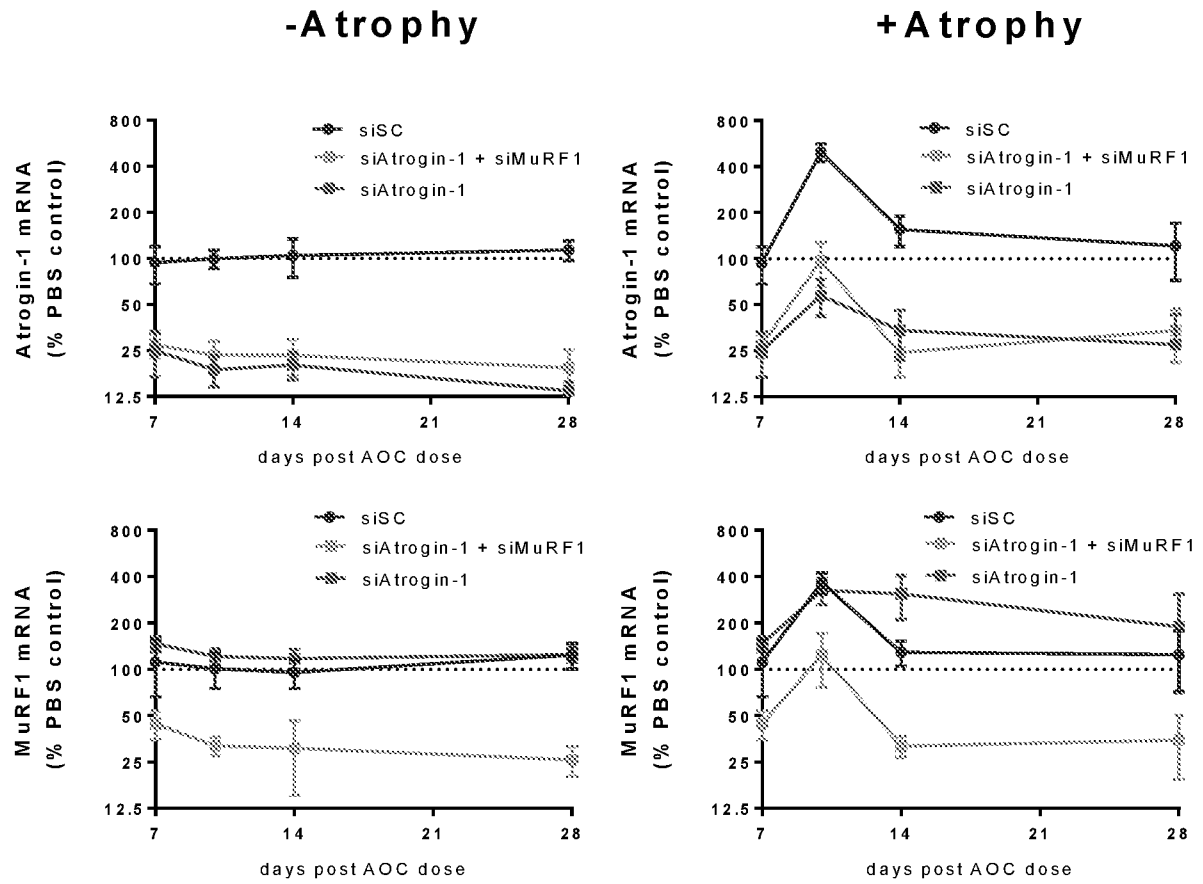 -Atrophy
+Atrophy
Atrogin-1 mRNA
(% PBS control)
800
400
200
100
50
25
12.5
7
14
21
28
days post AOC dose
siSC
siAtrogin-1 + siMuRF1
siAtrogin-1
Atrogin-1 mRNA
(% PBS control)
800
400
200
100
50
25
12.5
7
14
21
28
days post AOC dose
siSC
siAtrogin-1 + siMuRF1
siAtrogin-1
MuRF1 mRNA
(% PBS control)
800
400
200
100
50
25
12.5
7
14
21
28
days post AOC dose
siSC
siAtrogin-1 + siMuRF1
siAtrogin-1
MuRF1 mRNA
(% PBS control)
800
400
200
100
50
25
12.5
7
14
21
28
days post AOC dose
siSC
siAtrogin-1 + siMuRF1
siAtrogin-1